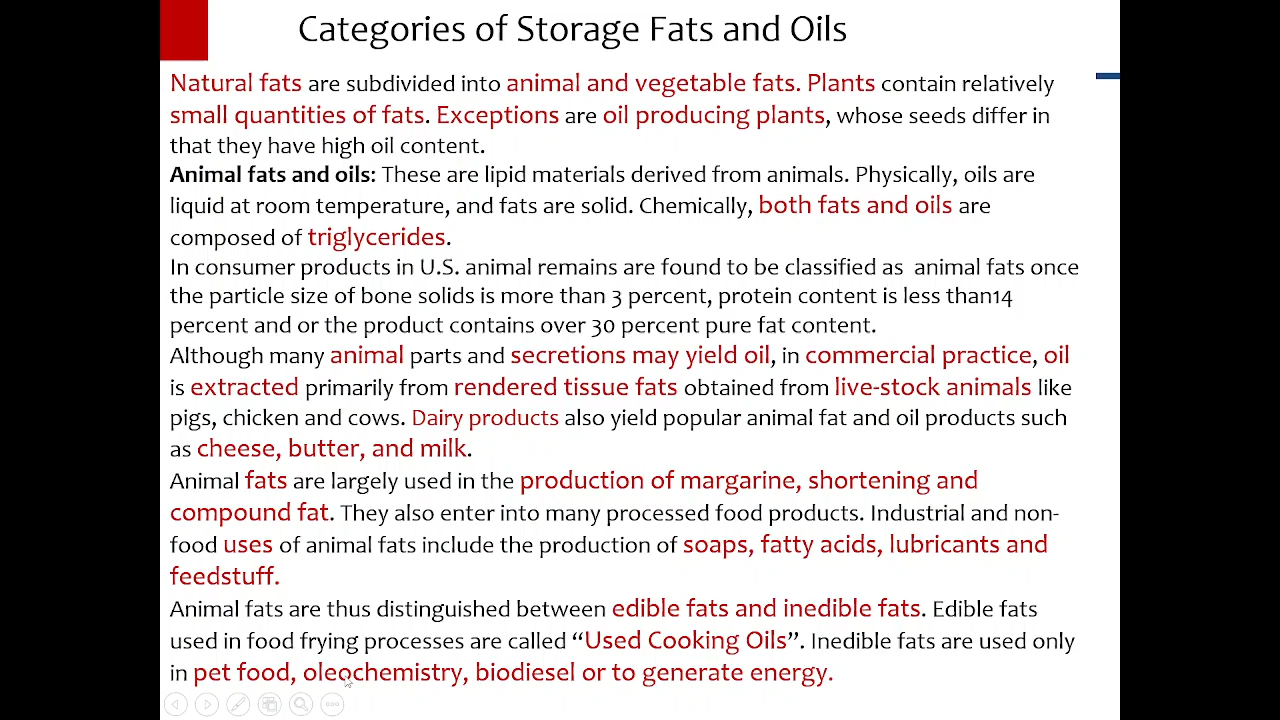 Categories of Storage Fats and Oils
Natural fats are subdivided into animal and vegetable fats. Plants contain relatively
small quantities of fats. Exceptions are oil producing plants, whose seeds differ in
that they have high oil content.
Animal fats and oils: These are lipid materials derived from animals. Physically, oils are
liquid at room temperature, and fats are solid. Chemically, both fats and oils are
composed of triglycerides.
In consumer products in U.S. animal remains are found to be classified as  animal fats once
the particle size of bone solids is more than 3 percent, protein content is less than14
percent and or the product contains over 30 percent pure fat content.
Although many animal parts and secretions may yield oil, in commercial practice, oil
is extracted primarily from rendered tissue fats obtained from live-stock animals like
pigs, chicken and cows. Dairy products also yield popular animal fat and oil products such
as cheese, butter, and milk.
Animal fats are largely used in the production of margarine, shortening and
compound fat. They also enter into many processed food products. Industrial and non-
food uses of animal fats include the production of soaps, fatty acids, lubricants and
feedstuff.
Animal fats are thus distinguished between edible fats and inedible fats. Edible fats
used in food frying processes are called “Used Cooking Oils”. Inedible fats are used only
in pet food, oleochemistry, biodiesel or to generate energy.